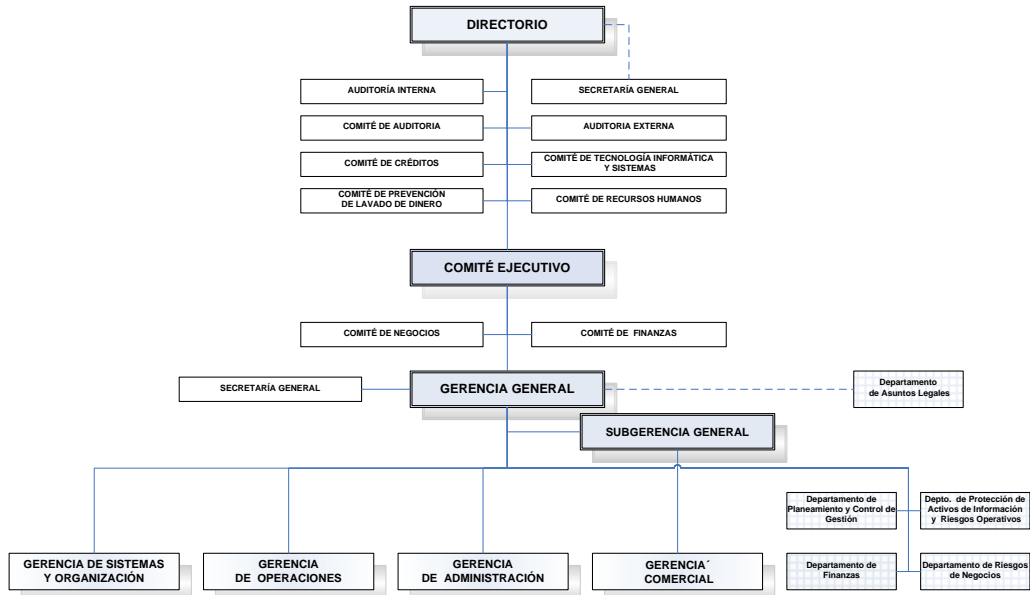 DIRECTORIO
AUDITORÍA INTERNA
SECRETARÍA GENERAL
COMITÉ DE AUDITORIA
AUDITORIA EXTERNA
COMITÉ DE CRÉDITOS
COMITÉ DE TECNOLOGÍA INFORMÁTICA
Y SISTEMAS
COMITÉ DE PREVENCIÓN
DE LAVADO DE DINERO
COMITÉ DE RECURSOS HUMANOS
COMITÉ EJECUTIVO
COMITÉ DE NEGOCIOS
COMITÉ DE FINANZAS
SECRETARÍA GENERAL
GERENCIA GENERAL
Departamento
de Asuntos Legales
SUBGERENCIA GENERAL
Departamento de
Planeamiento y Control de
Gestión
Depto. de Protección de
Activos de Información
y Riesgos Operativos
GERENCIA DE SISTEMAS
Y ORGANIZACIÓN
GERENCIA
DE OPERACIONES
GERENCIA
DE ADMINISTRACIÓN
GERENCIA´
COMERCIAL
Departamento de
Finanzas
Departamento de Riesgos
de Negocios